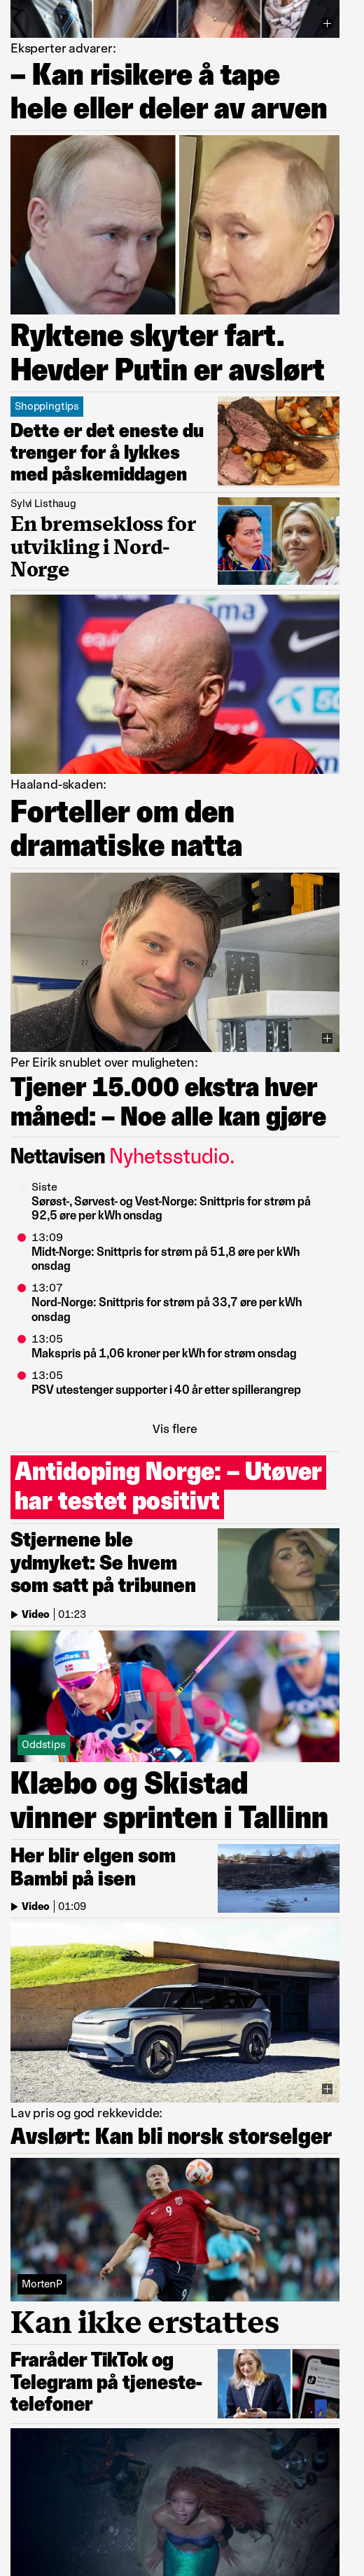 Eksperter advarer:
– Kan risikere å tape
hele eller deler av arven
Ryktene skyter fart.
Hevder Putin er avslørt
Shoppingtips
Dette er det eneste du
trenger for å lykkes
med påskemiddagen
Sylvi Listhaug
En bremsekloss for
utvikling i Nord-
Norge
Haaland-skaden:
Forteller om den
dramatiske natta
Per Eirik snublet over muligheten:
Tjener 15.000 ekstra hver
måned: – Noe alle kan gjøre
Nettavisen Nyhetsstudio.
Siste
Sørøst-, Sørvest- og Vest-Norge: Snittpris for strøm på
92,5 øre per kWh onsdag
13:09
Midt-Norge: Snittpris for strøm på 51,8 øre per kWh
onsdag
13:07
Nord-Norge: Snittpris for strøm på 33,7 øre per kWh
onsdag
13:05
Makspris på 1,06 kroner per kWh for strøm onsdag
13:05
PSV utestenger supporter i 40 år etter spillerangrep
Vis flere
Antidoping Norge: – Utøver
har testet positivt
Stjernene ble
ydmyket: Se hvem
som satt på tribunen
Video | 01:23
NTB
Oddstips
Klæbo og Skistad
vinner sprinten i Tallinn
Her blir elgen som
Bambi på isen
Video | 01:09
Lav pris og god rekkevidde:
Avslørt: Kan bli norsk storselger
9
MortenP
Kan ikke erstattes
Fraråder TikTok og
Telegram på tjeneste-
telefoner